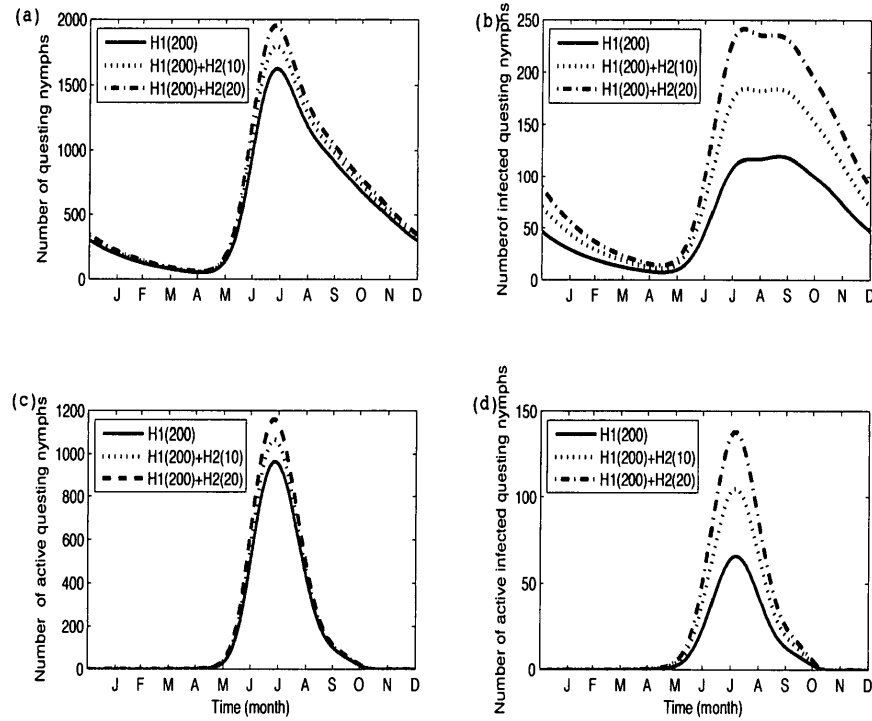 (a)
Number of questing nymphs
2000
1500
1000
500
0
H1(200)
H1(200)+H2(10)
H1(200)+H2(20)
J F M A M J J A S O N D
(b)
Numberof infected questing nymphs
250
200
150
100
50
0
H1(200)
H1(200)+H2(10)
H1(200)+H2(20)
J F M A M J J A S O N D
(c)
Number of active questing nymphs
1200
1000
800
600
400
200
0
H1(200)
H1(200)+H2(10)
H1(200)+H2(20)
J F M A M J J A S O N D
Time (month)
(d)
Number of active infected questing nymphs
150
100
50
0
H1(200)
H1(200)+H2(10)
H1(200)+H2(20)
J F M A M J J A S O N D
Time (month)